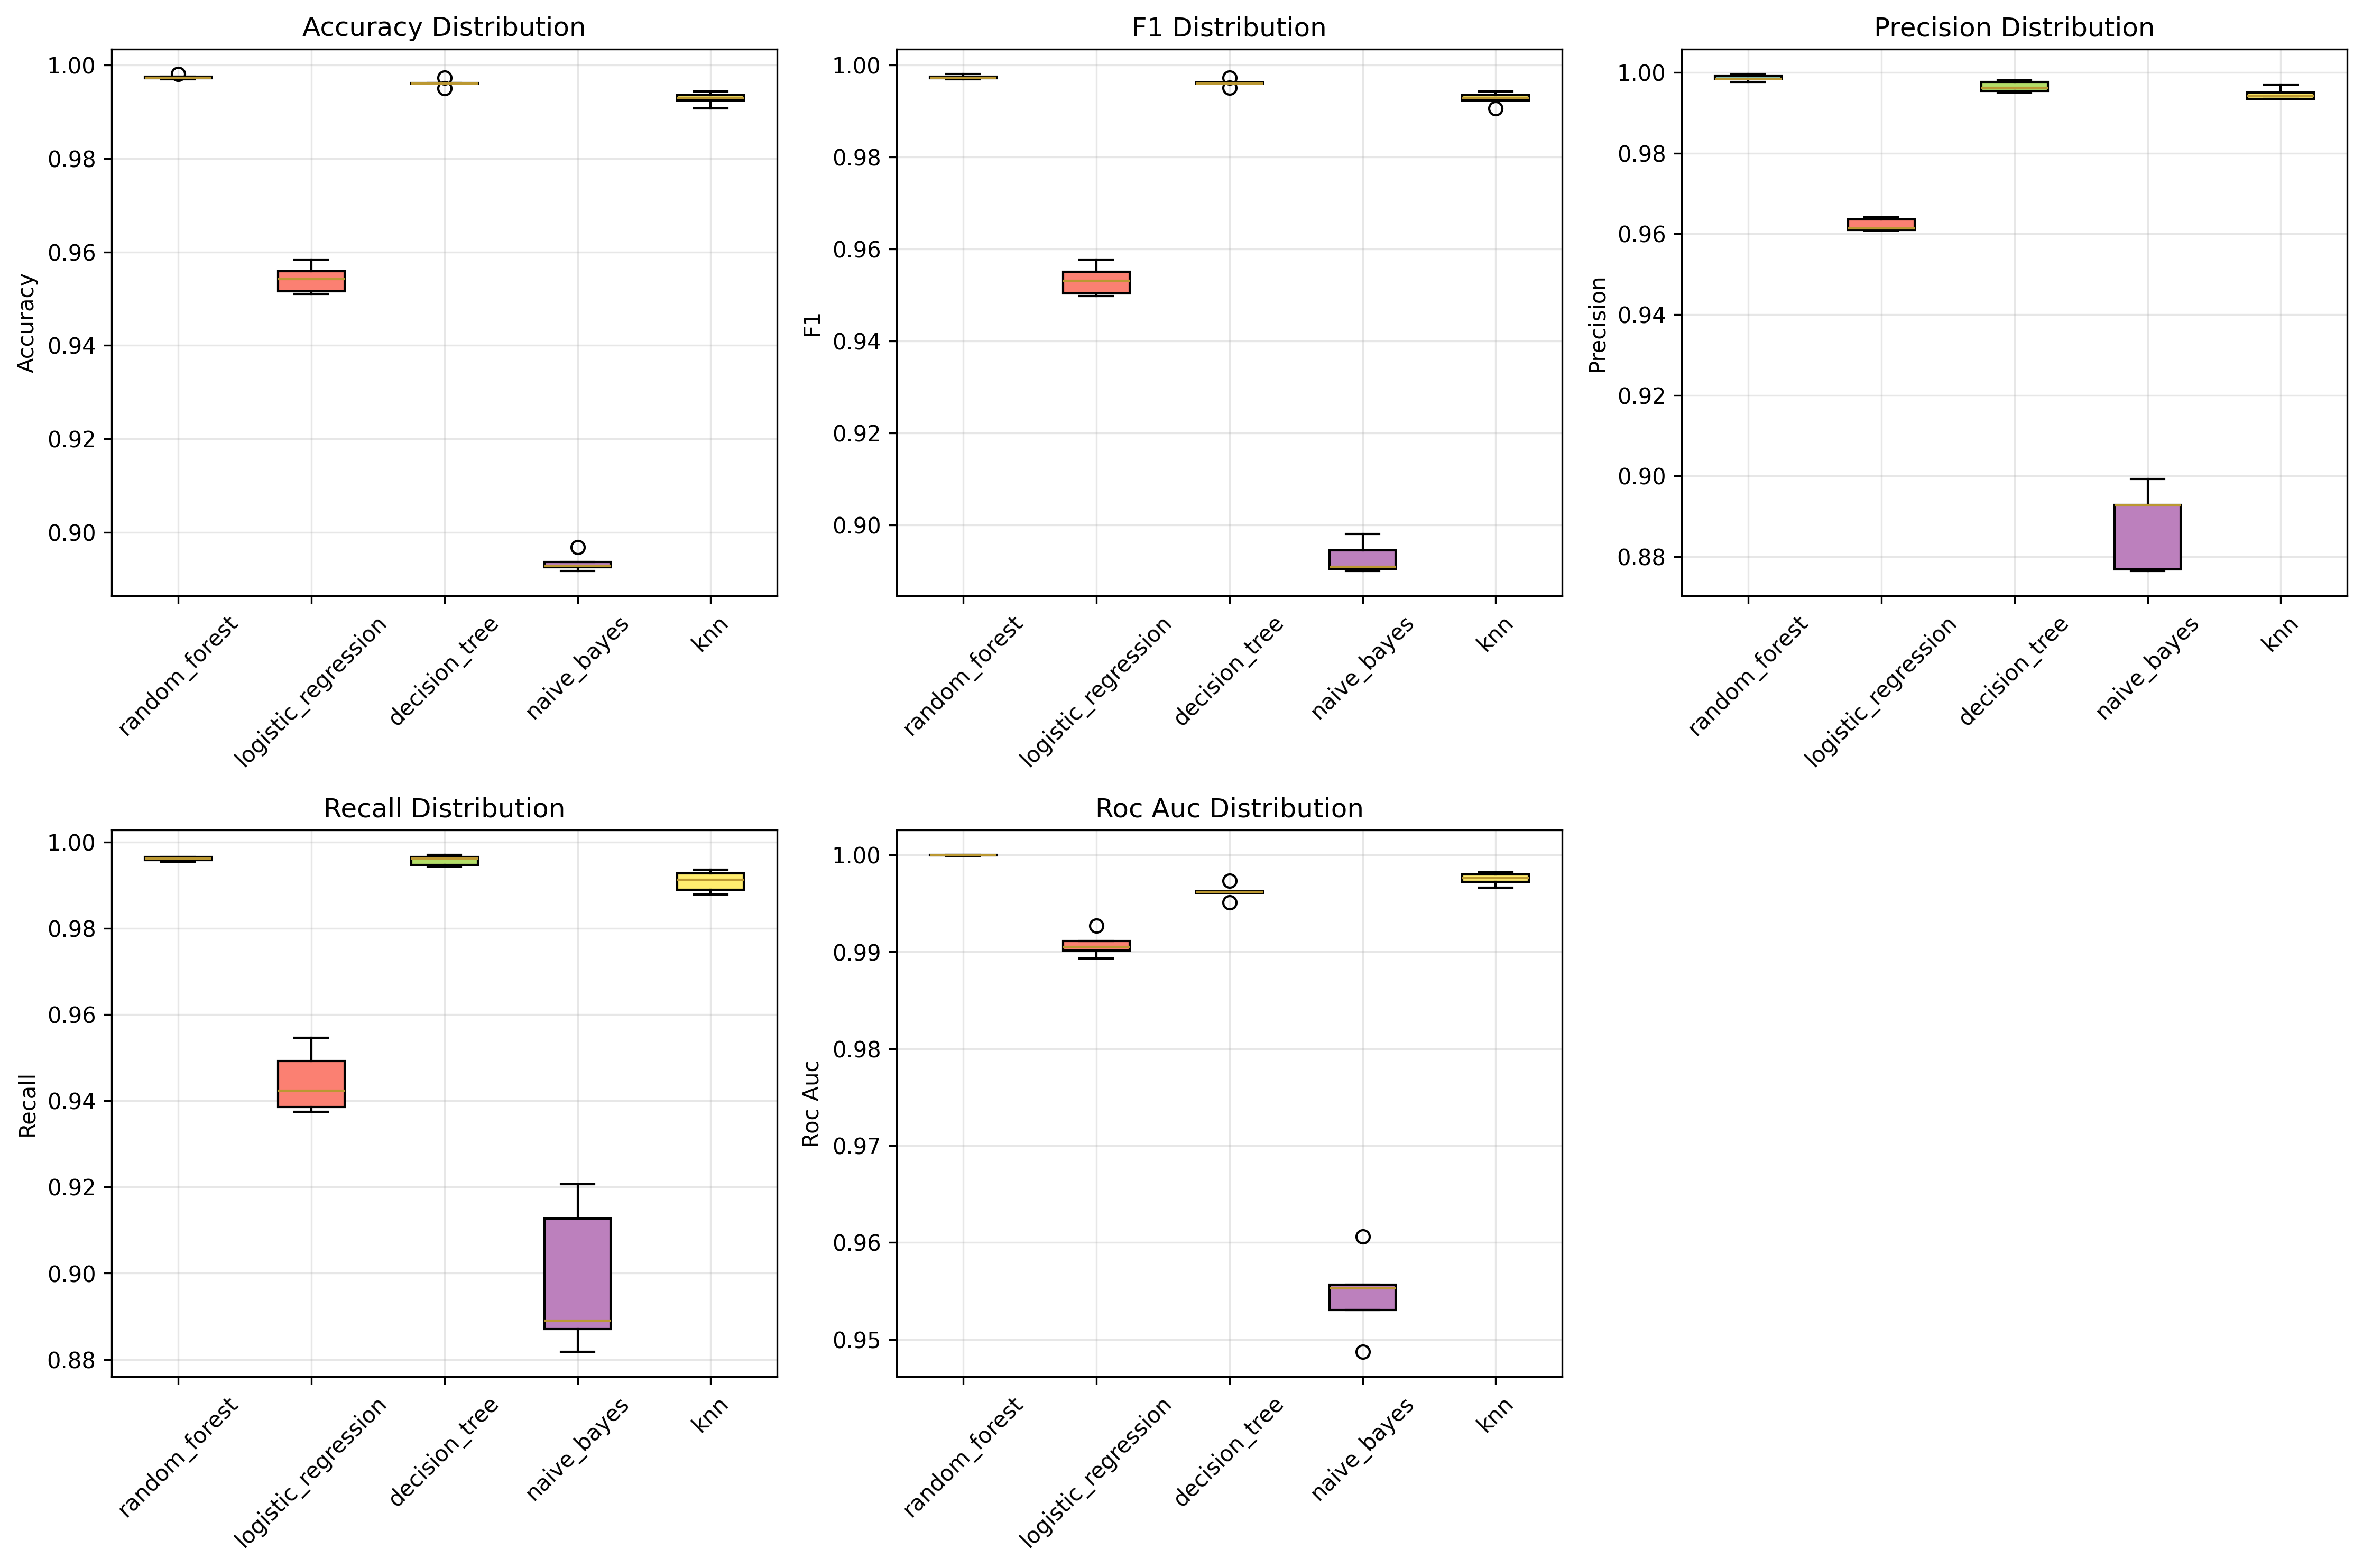 Accuracy Distribution
Accuracy
1.00
0.98
0.96
0.94
0.92
0.90
random_forest
logistic_regression
decision_tree
naive_bayes
knn
F1 Distribution
F1
1.00
0.98
0.96
0.94
0.92
0.90
random_forest
logistic_regression
decision_tree
naive_bayes
knn
Precision Distribution
Precision
1.00
0.98
0.96
0.94
0.92
0.90
0.88
random_forest
logistic_regression
decision_tree
naive_bayes
knn
Recall Distribution
Recall
1.00
0.98
0.96
0.94
0.92
0.90
0.88
random_forest
logistic_regression
decision_tree
naive_bayes
knn
Roc Auc Distribution
Roc Auc
1.00
0.99
0.98
0.97
0.96
0.95
random_forest
logistic_regression
decision_tree
naive_bayes
knn